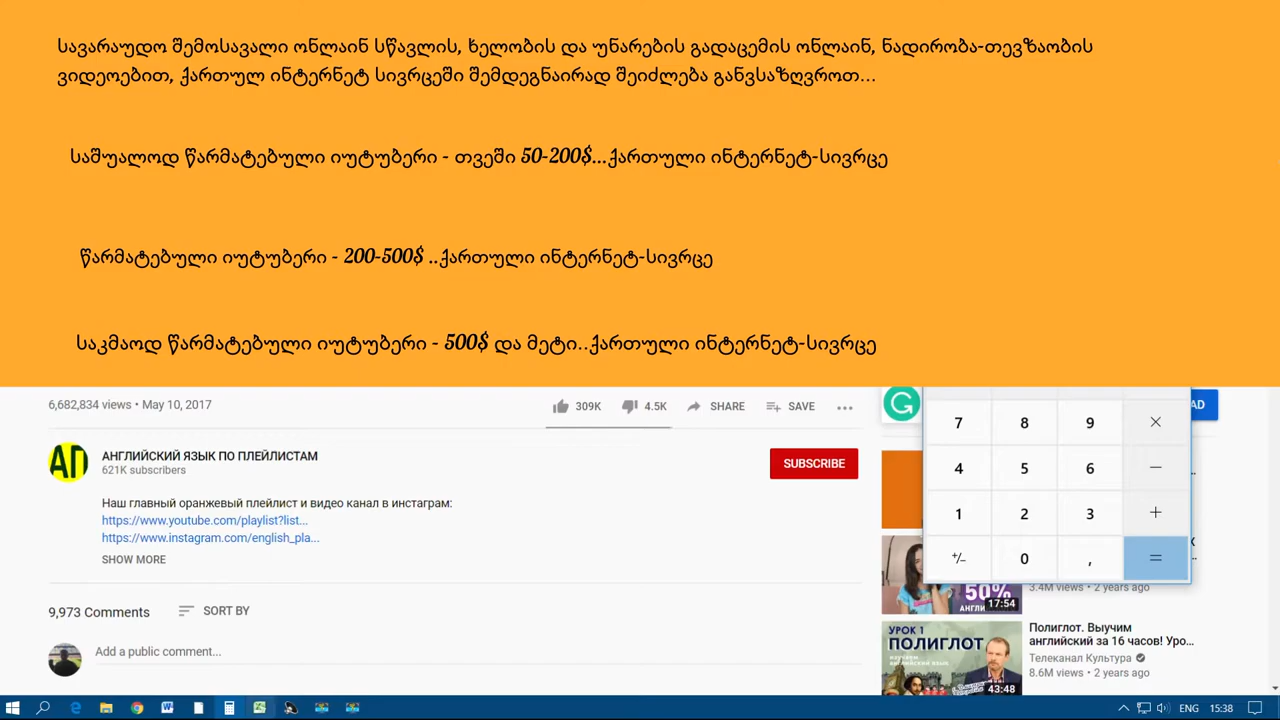 სავარაუდო შემოსავალი ონლაინ სწავლის, ხელობის და უნარების გადაცემის ონლაინ, ნადირობა-თევზაობის
ვიდეოებით, ქართულ ინტერნეტ სივრცეში შემდეგნაირად შეიძლება განვსაზღვროთ...
საშუალოდ წარმატებული იუტუბერი - თვეში 50-200$...ქართული ინტერნეტ-სივრცე
წარმატებული იუტუბერი - 200-500$ ..ქართული ინტერნეტ-სივრცე
საკმაოდ წარმატებული იუტუბერი - 500$ და მეტი..ქართული ინტერნეტ-სივრცე
6,682,834 views • May 10, 2017
309K 4.5K SHARE SAVE
АП
АНГЛИЙСКИЙ ЯЗЫК ПО ПЛЕЙЛИСТАМ
621K subscribers
SUBSCRIBE
Наш главный оранжевый плейлист и видео канал в инстаграм:
https://www.youtube.com/playlist?list...
https://www.instagram.com/english_pla...
SHOW MORE
9,973 Comments SORT BY
Add a public comment...
AD
7 8 9 ×
4 5 6 −
1 2 3 +
+/− 0 , =
50%
17:54
3.4M views • 2 years ago
УРОК 1
ПОЛИГЛОТ
43:48
Полиглот. Выучим
английский за 16 часов! Уро...
Телеканал Культура
8.6M views • 2 years ago
ENG 15:38